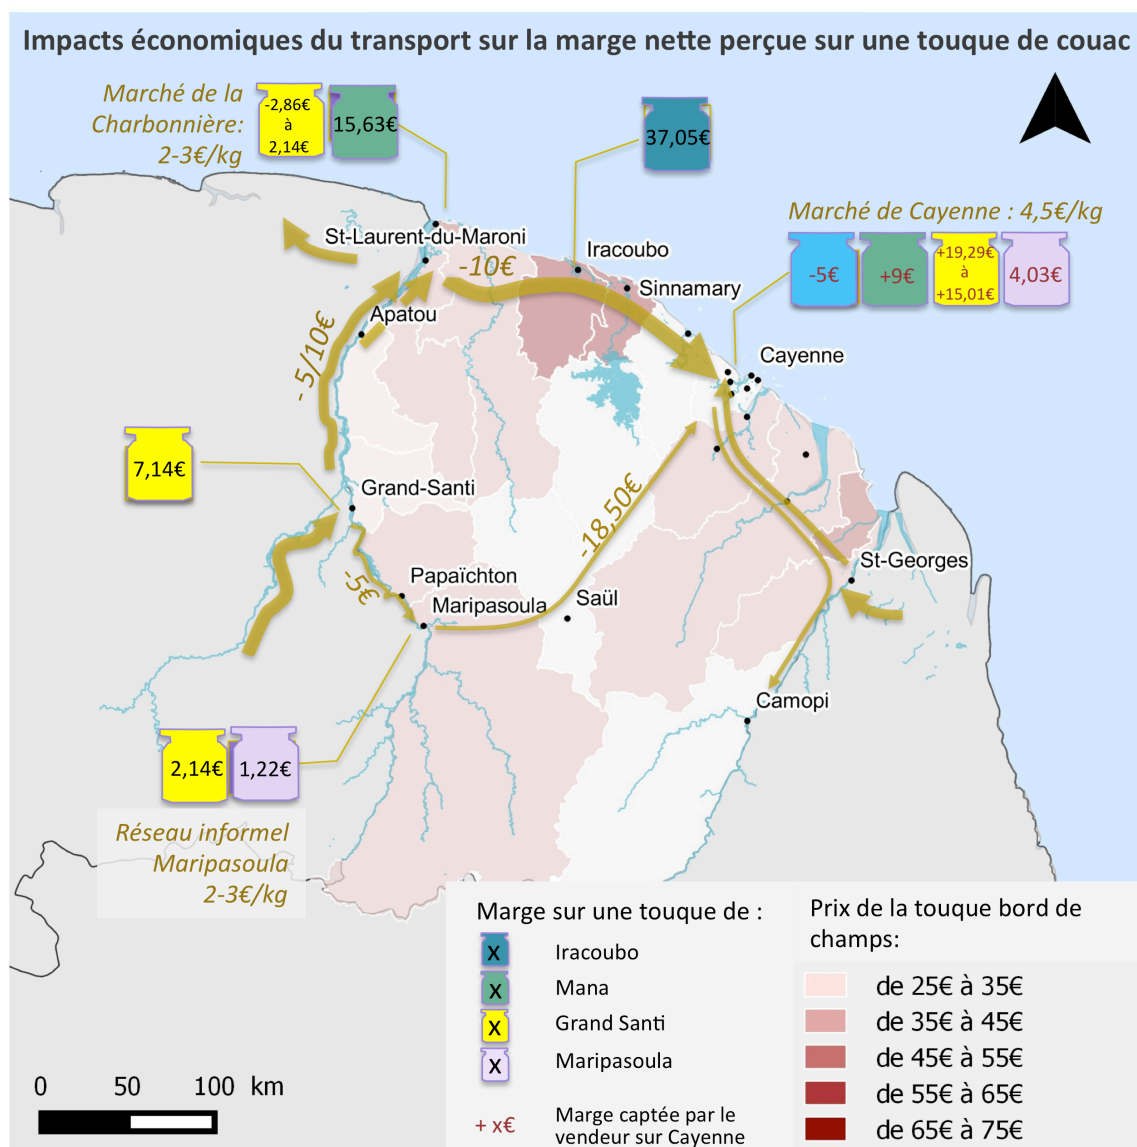 Impacts économiques du transport sur la marge nette perçue sur une touque de couac
Marché de la
Charbonnière:
2-3€/kg
-2,86€
à
2,14€
15,63€
37,05€
Marché de Cayenne : 4,5€/kg
-5€
+9€
+19,29€
à
+15,01€
4,03€
St-Laurent-du-Maroni
-10€
Iracoubo
Sinnamary
Apatou
- 5/10€
Cayenne
7,14€
Grand-Santi
-18,50€
-5€
Papaïchton
Maripasoula
Saül
St-Georges
Camopi
2,14€
1,22€
Réseau informel
Maripasoula
2-3€/kg
Marge sur une touque de :
X
Iracoubo
X
Mana
X
Grand Santi
X
Maripasoula
+ x€
Marge captée par le
vendeur sur Cayenne
Prix de la touque bord de
champs:
de 25€ à 35€
de 35€ à 45€
de 45€ à 55€
de 55€ à 65€
de 65€ à 75€
0 50 100 km